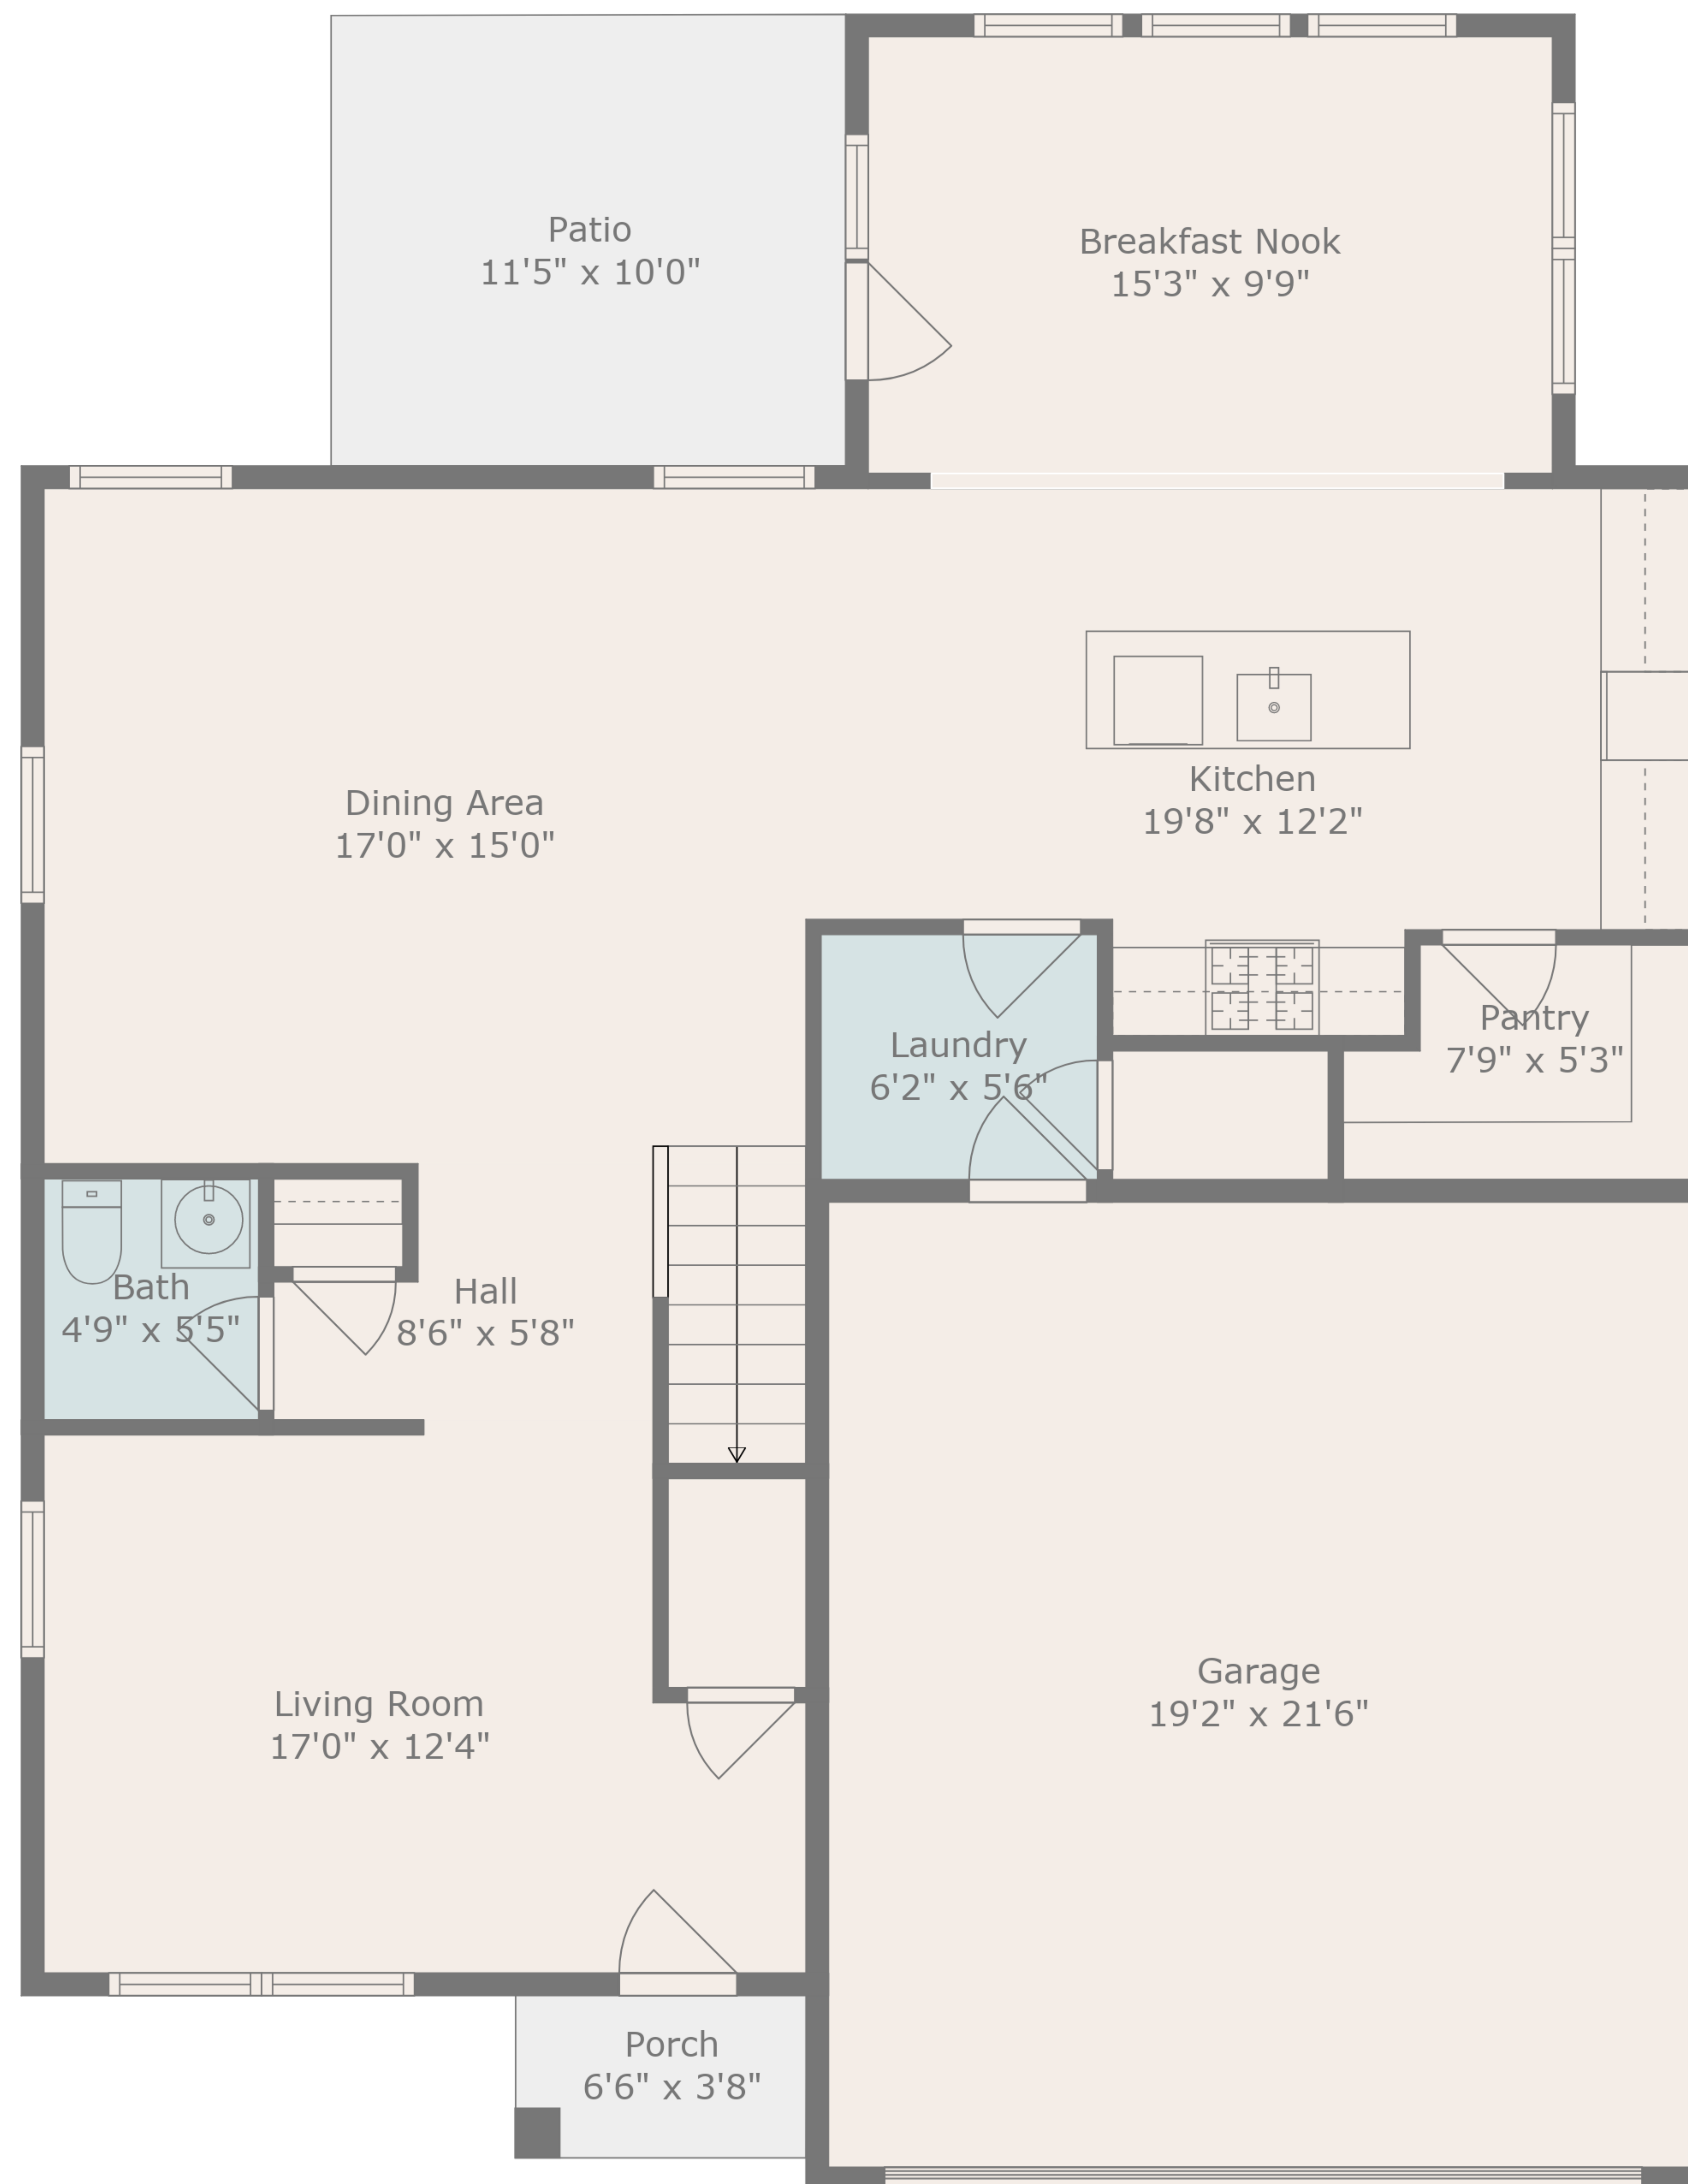 Patio
11'5" x 10'0"
Breakfast Nook
15'3" x 9'9"
Kitchen
19'8" x 12'2"
Dining Area
17'0" x 15'0"
Pantry
7'9" x 5'3"
Laundry
6'2" x 5'6"
Bath
4'9" x 5'5"
Hall
8'6" x 5'8"
Garage
19'2" x 21'6"
Living Room
17'0" x 12'4"
Porch
6'6" x 3'8"